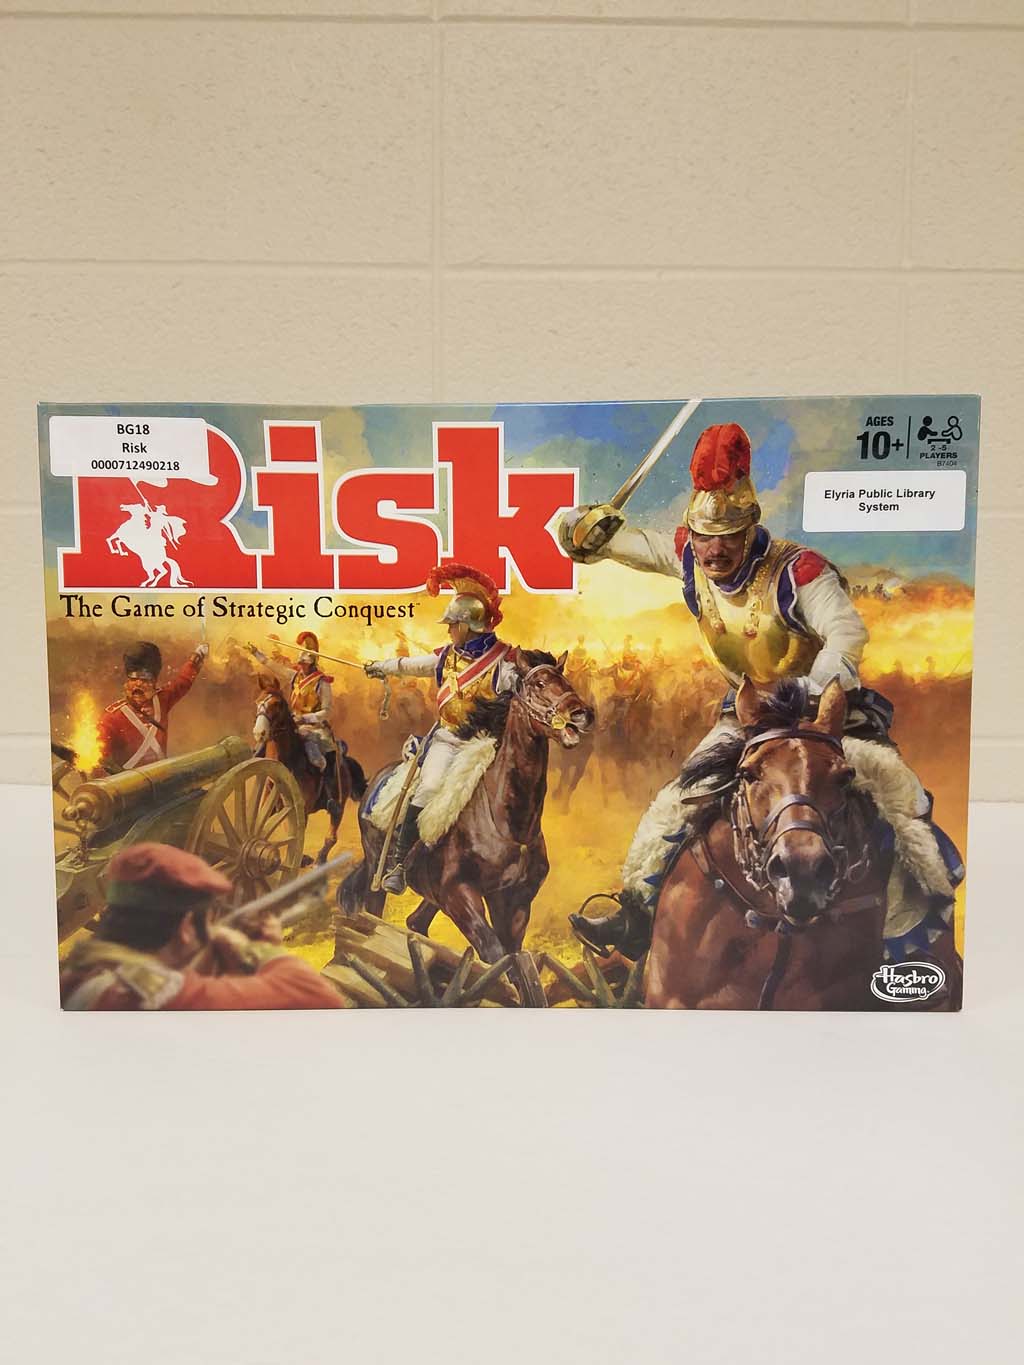 BG18
Risk
0000712490218
Risk
The Game of Strategic Conquest™
AGES
10+
2 -5
PLAYERS
B7404
Elyria Public Library
System
Hasbro
Gaming